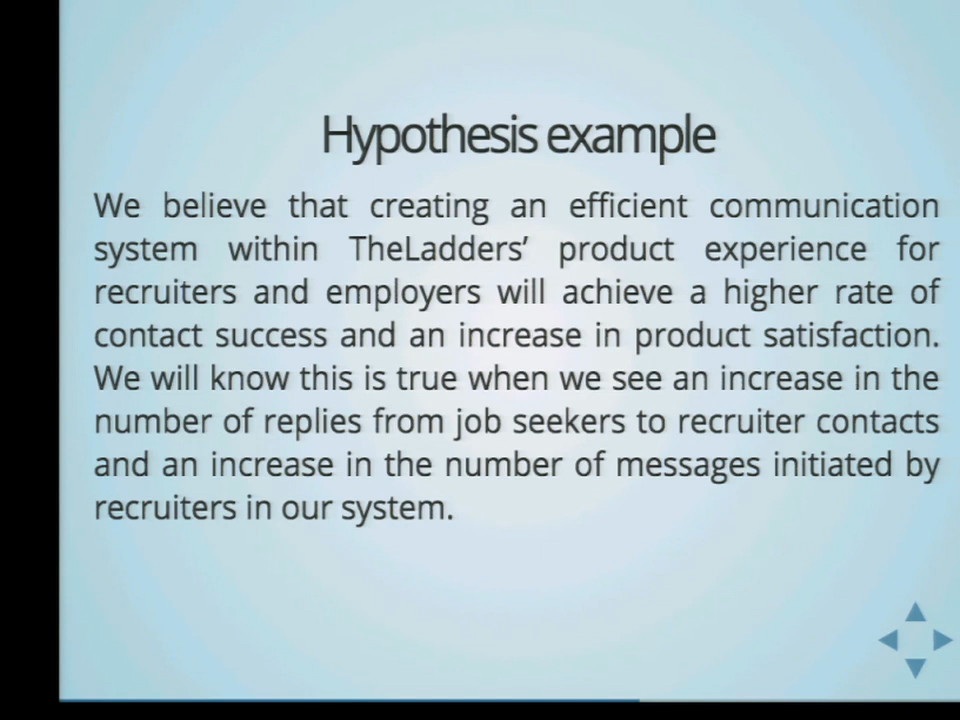 Hypothesis example
We believe that creating an efficient communication
system within TheLadders’ product experience for
recruiters and employers will achieve a higher rate of
contact success and an increase in product satisfaction.
We will know this is true when we see an increase in the
number of replies from job seekers to recruiter contacts
and an increase in the number of messages initiated by
recruiters in our system.